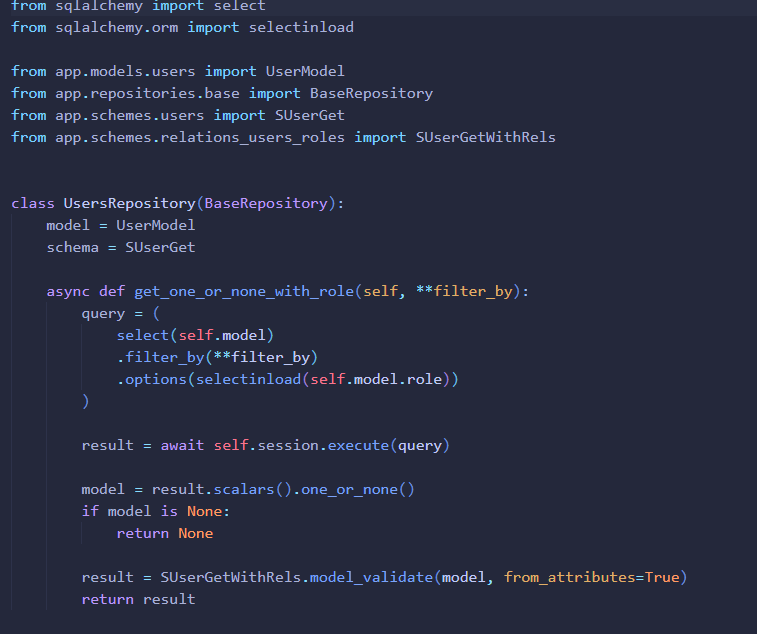 from sqlalchemy import select
from sqlalchemy.orm import selectinload

from app.models.users import UserModel
from app.repositories.base import BaseRepository
from app.schemes.users import SUserGet
from app.schemes.relations_users_roles import SUserGetWithRels


class UsersRepository(BaseRepository):
    model = UserModel
    schema = SUserGet

    async def get_one_or_none_with_role(self, **filter_by):
        query = (
            select(self.model)
            .filter_by(**filter_by)
            .options(selectinload(self.model.role))
        )

        result = await self.session.execute(query)

        model = result.scalars().one_or_none()
        if model is None:
            return None

        result = SUserGetWithRels.model_validate(model, from_attributes=True)
        return result